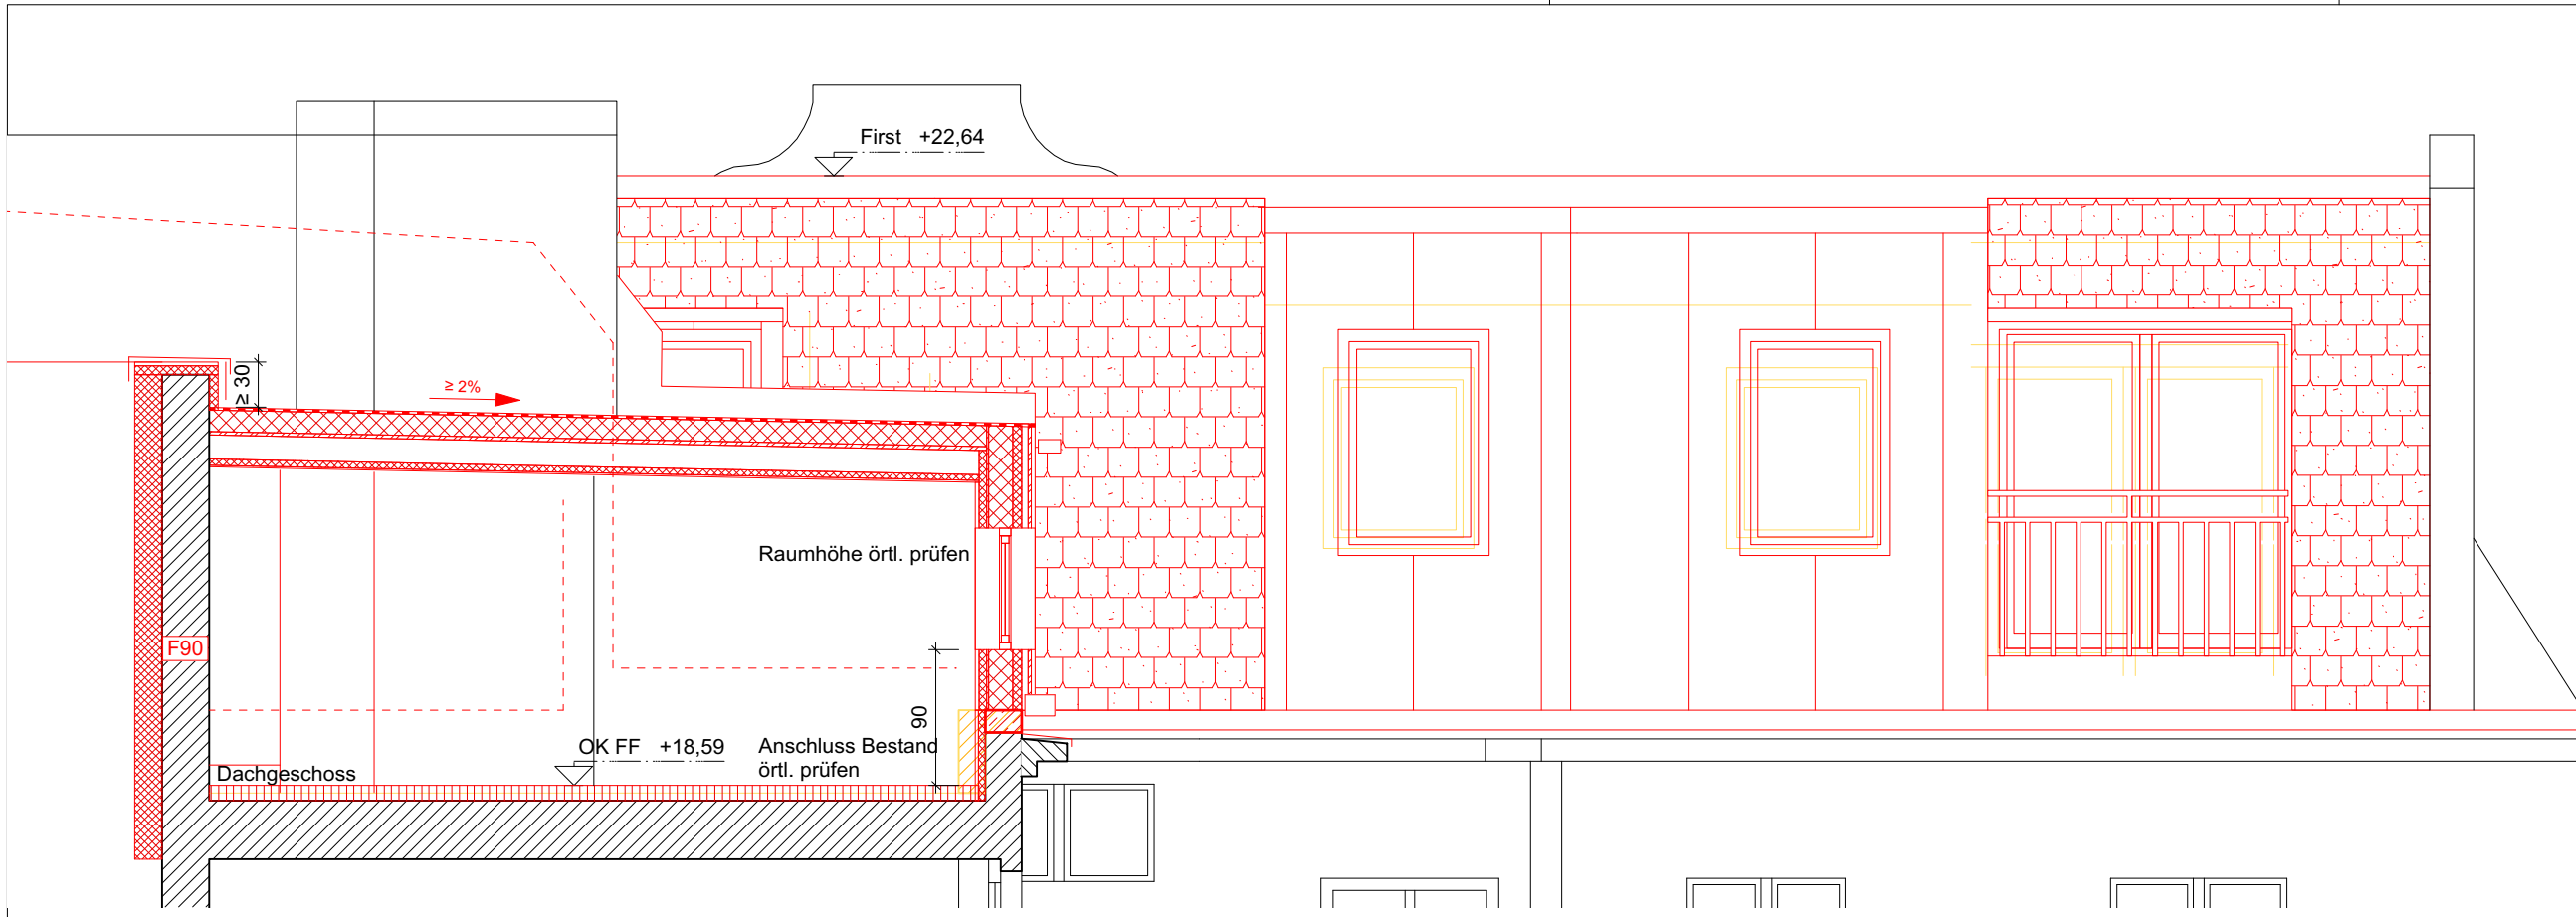 First +22,64
≥ 30
≥ 2%
Raumhöhe örtl. prüfen
F90
90
OK FF +18,59
Anschluss Bestand
örtl. prüfen
Dachgeschoss